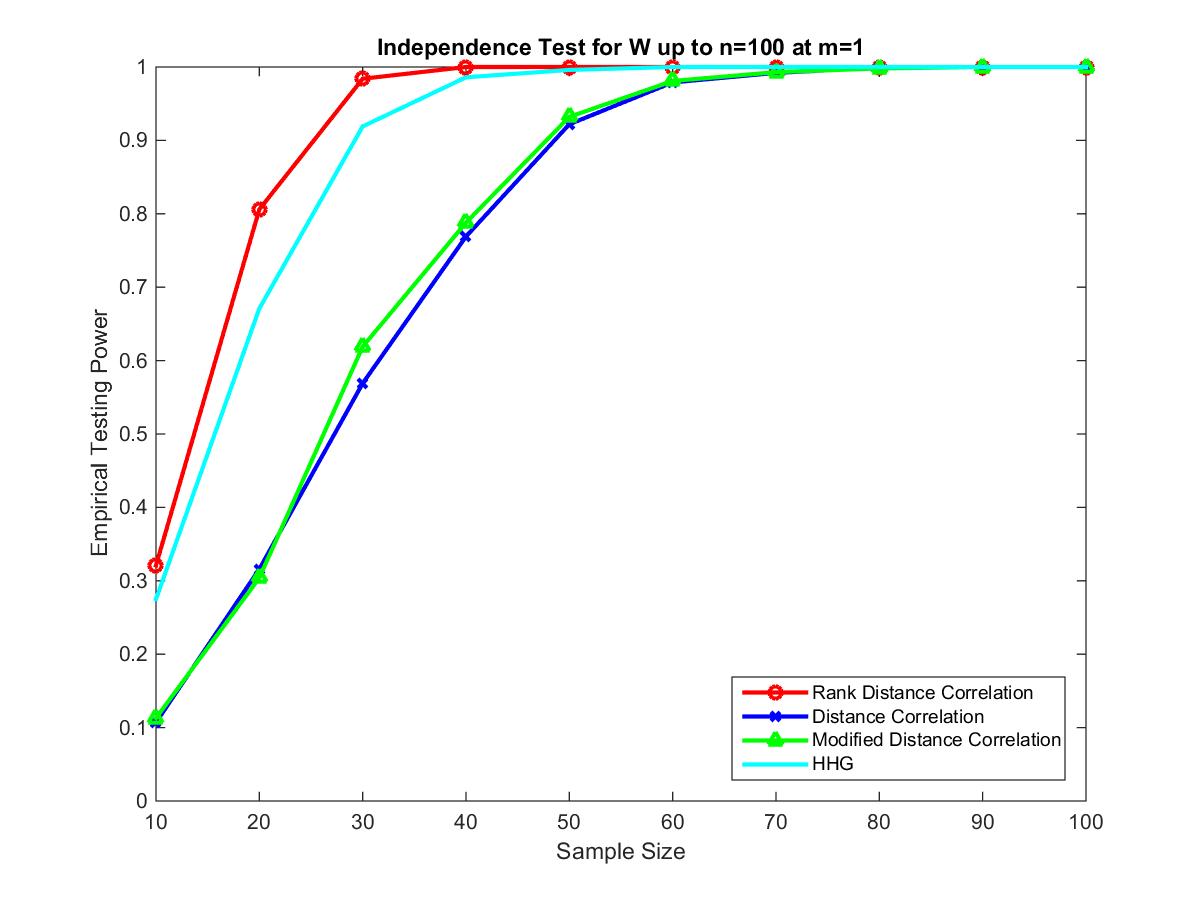 Independence Test for W up to n=100 at m=1
1
0.9
0.8
0.7
0.6
0.5
0.4
0.3
0.2
0.1
0
Empirical Testing Power
10 20 30 40 50 60 70 80 90 100
Sample Size
Rank Distance Correlation
Distance Correlation
Modified Distance Correlation
HHG